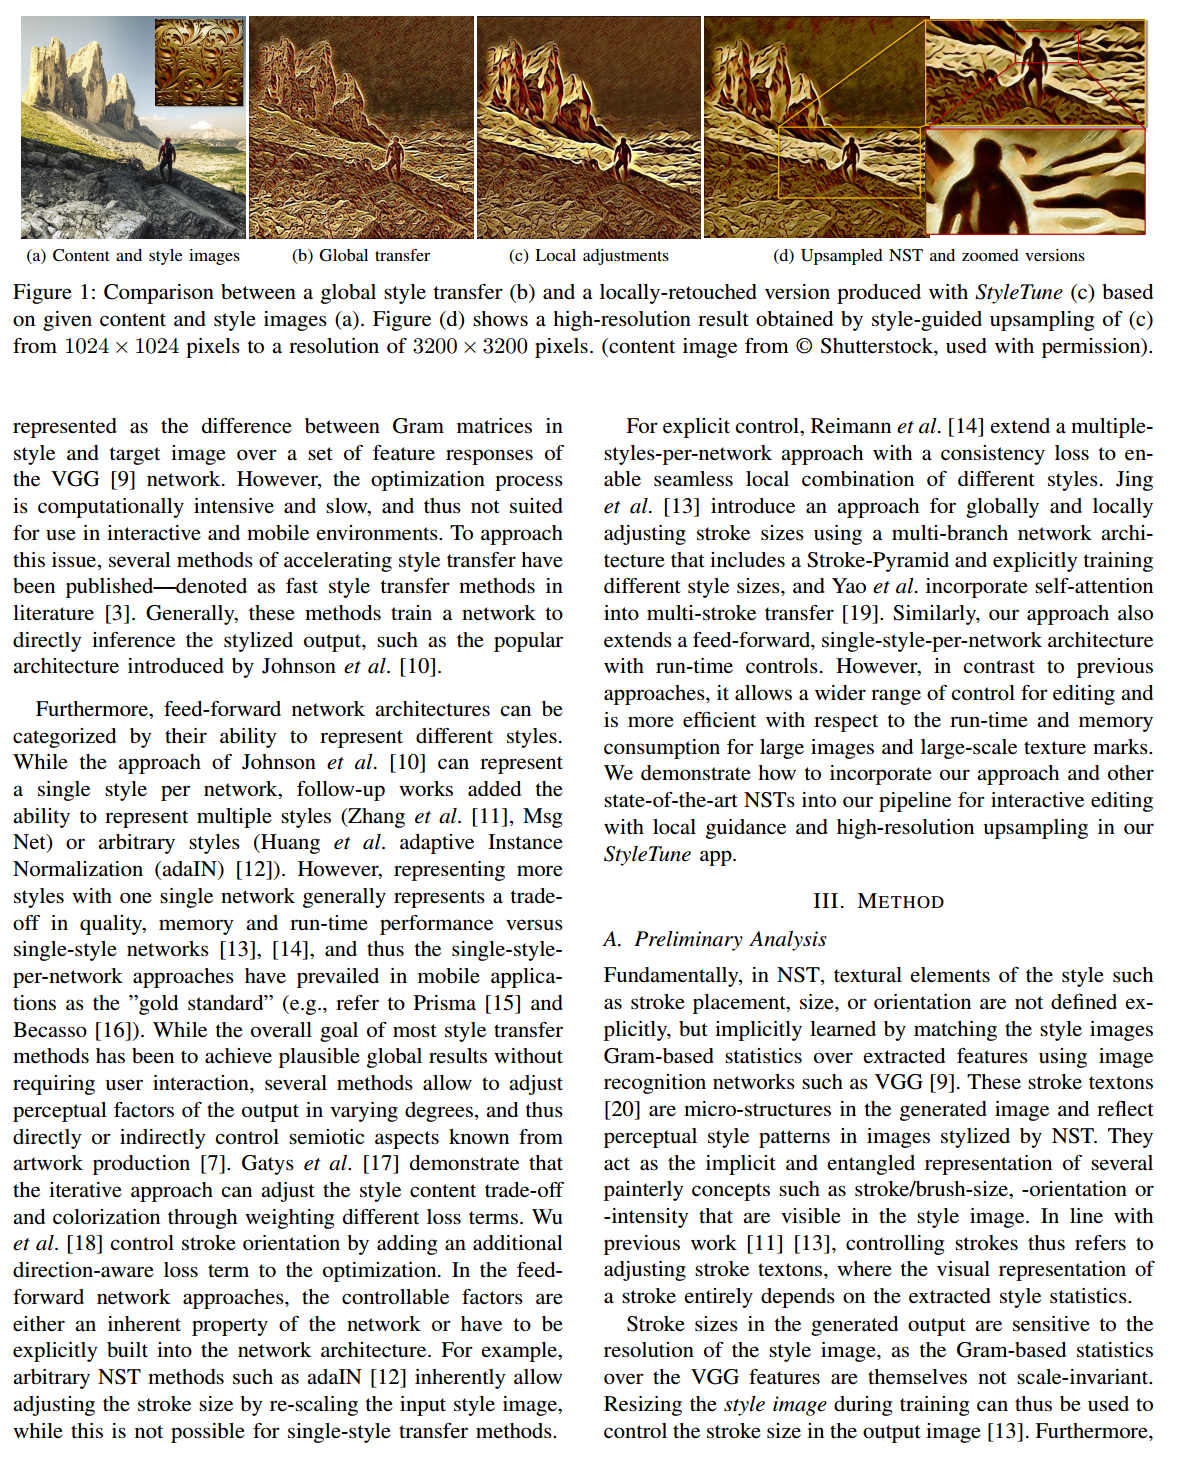 (a) Content and style images
(b) Global transfer
(c) Local adjustments
(d) Upsampled NST and zoomed versions
Figure 1: Comparison between a global style transfer (b) and a locally-retouched version produced with StyleTune (c) based
on given content and style images (a). Figure (d) shows a high-resolution result obtained by style-guided upsampling of (c)
from 1024 × 1024 pixels to a resolution of 3200 × 3200 pixels. (content image from © Shutterstock, used with permission).
represented as the difference between Gram matrices in
style and target image over a set of feature responses of
the VGG [9] network. However, the optimization process
is computationally intensive and slow, and thus not suited
for use in interactive and mobile environments. To approach
this issue, several methods of accelerating style transfer have
been published—denoted as fast style transfer methods in
literature [3]. Generally, these methods train a network to
directly inference the stylized output, such as the popular
architecture introduced by Johnson et al. [10].
Furthermore, feed-forward network architectures can be
categorized by their ability to represent different styles.
While the approach of Johnson et al. [10] can represent
a single style per network, follow-up works added the
ability to represent multiple styles (Zhang et al. [11], Msg
Net) or arbitrary styles (Huang et al. adaptive Instance
Normalization (adaIN) [12]). However, representing more
styles with one single network generally represents a trade-
off in quality, memory and run-time performance versus
single-style networks [13], [14], and thus the single-style-
per-network approaches have prevailed in mobile applica-
tions as the ”gold standard” (e.g., refer to Prisma [15] and
Becasso [16]). While the overall goal of most style transfer
methods has been to achieve plausible global results without
requiring user interaction, several methods allow to adjust
perceptual factors of the output in varying degrees, and thus
directly or indirectly control semiotic aspects known from
artwork production [7]. Gatys et al. [17] demonstrate that
the iterative approach can adjust the style content trade-off
and colorization through weighting different loss terms. Wu
et al. [18] control stroke orientation by adding an additional
direction-aware loss term to the optimization. In the feed-
forward network approaches, the controllable factors are
either an inherent property of the network or have to be
explicitly built into the network architecture. For example,
arbitrary NST methods such as adaIN [12] inherently allow
adjusting the stroke size by re-scaling the input style image,
while this is not possible for single-style transfer methods.
For explicit control, Reimann et al. [14] extend a multiple-
styles-per-network approach with a consistency loss to en-
able seamless local combination of different styles. Jing
et al. [13] introduce an approach for globally and locally
adjusting stroke sizes using a multi-branch network archi-
tecture that includes a Stroke-Pyramid and explicitly training
different style sizes, and Yao et al. incorporate self-attention
into multi-stroke transfer [19]. Similarly, our approach also
extends a feed-forward, single-style-per-network architecture
with run-time controls. However, in contrast to previous
approaches, it allows a wider range of control for editing and
is more efficient with respect to the run-time and memory
consumption for large images and large-scale texture marks.
We demonstrate how to incorporate our approach and other
state-of-the-art NSTs into our pipeline for interactive editing
with local guidance and high-resolution upsampling in our
StyleTune app.
III. METHOD
A. Preliminary Analysis
Fundamentally, in NST, textural elements of the style such
as stroke placement, size, or orientation are not defined ex-
plicitly, but implicitly learned by matching the style images
Gram-based statistics over extracted features using image
recognition networks such as VGG [9]. These stroke textons
[20] are micro-structures in the generated image and reflect
perceptual style patterns in images stylized by NST. They
act as the implicit and entangled representation of several
painterly concepts such as stroke/brush-size, -orientation or
-intensity that are visible in the style image. In line with
previous work [11] [13], controlling strokes thus refers to
adjusting stroke textons, where the visual representation of
a stroke entirely depends on the extracted style statistics.
Stroke sizes in the generated output are sensitive to the
resolution of the style image, as the Gram-based statistics
over the VGG features are themselves not scale-invariant.
Resizing the style image during training can thus be used to
control the stroke size in the output image [13]. Furthermore,